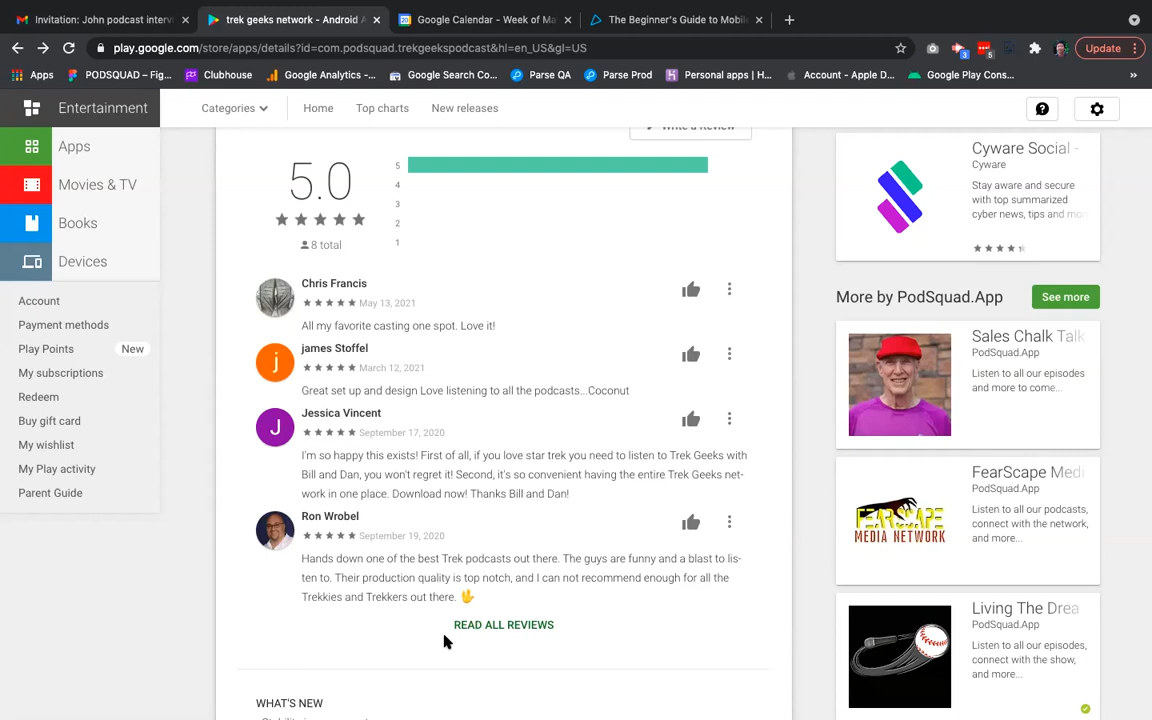 Invitation: John podcast interv
trek geeks network - Android A
Google Calendar - Week of Ma
The Beginner's Guide to Mobile
play.google.com/store/apps/details?id=com.podsquad.trekgeekspodcast&hl=en_US&gl=US
3
5
Update
Apps
PODSQUAD – Fig...
Clubhouse
Google Analytics -...
Google Search Co...
Parse QA
Parse Prod
Personal apps | H...
Account - Apple D...
Google Play Cons...
»
Entertainment
Categories
Home
Top charts
New releases
Apps
Movies & TV
Books
Devices
Account
Payment methods
Play Points
New
My subscriptions
Redeem
Buy gift card
My wishlist
My Play activity
Parent Guide
Write a Review
5.0
8 total
5
4
3
2
1
Chris Francis
May 13, 2021
All my favorite casting one spot. Love it!
j
james Stoffel
March 12, 2021
Great set up and design Love listening to all the podcasts...Coconut
J
Jessica Vincent
September 17, 2020
I'm so happy this exists! First of all, if you love star trek you need to listen to Trek Geeks with
Bill and Dan, you won't regret it! Second, it's so convenient having the entire Trek Geeks net-
work in one place. Download now! Thanks Bill and Dan!
Ron Wrobel
September 19, 2020
Hands down one of the best Trek podcasts out there. The guys are funny and a blast to lis-
ten to. Their production quality is top notch, and I can not recommend enough for all the
Trekkies and Trekkers out there. 🖖
READ ALL REVIEWS
WHAT'S NEW
Cyware Social -
Cyware
Stay aware and secure
with top summarized
cyber news, tips and mo
More by PodSquad.App
See more
Sales Chalk Talk
PodSquad.App
Listen to all our episodes
and more to come...
FearScape Med
PodSquad.App
Listen to all our podcasts,
connect with the network,
and more...
FEARSCAPE
MEDIA NETWORK
Living The Drea
PodSquad.App
Listen to all our episodes,
connect with the show,
and more...